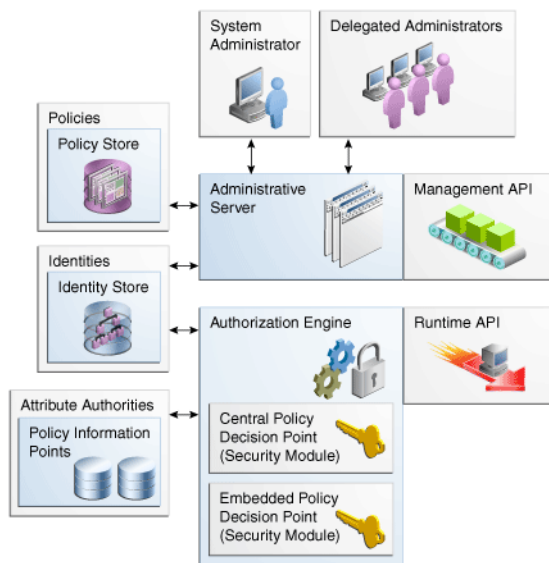 System
Administrator
Delegated Administrators
Policies
Policy Store
Administrative
Server
Management API
Identities
Identity Store
Authorization Engine
Runtime API
Attribute Authorities
Policy Information
Points
Central Policy
Decision Point
(Security Module)
Embedded Policy
Decision Point
(Security Module)